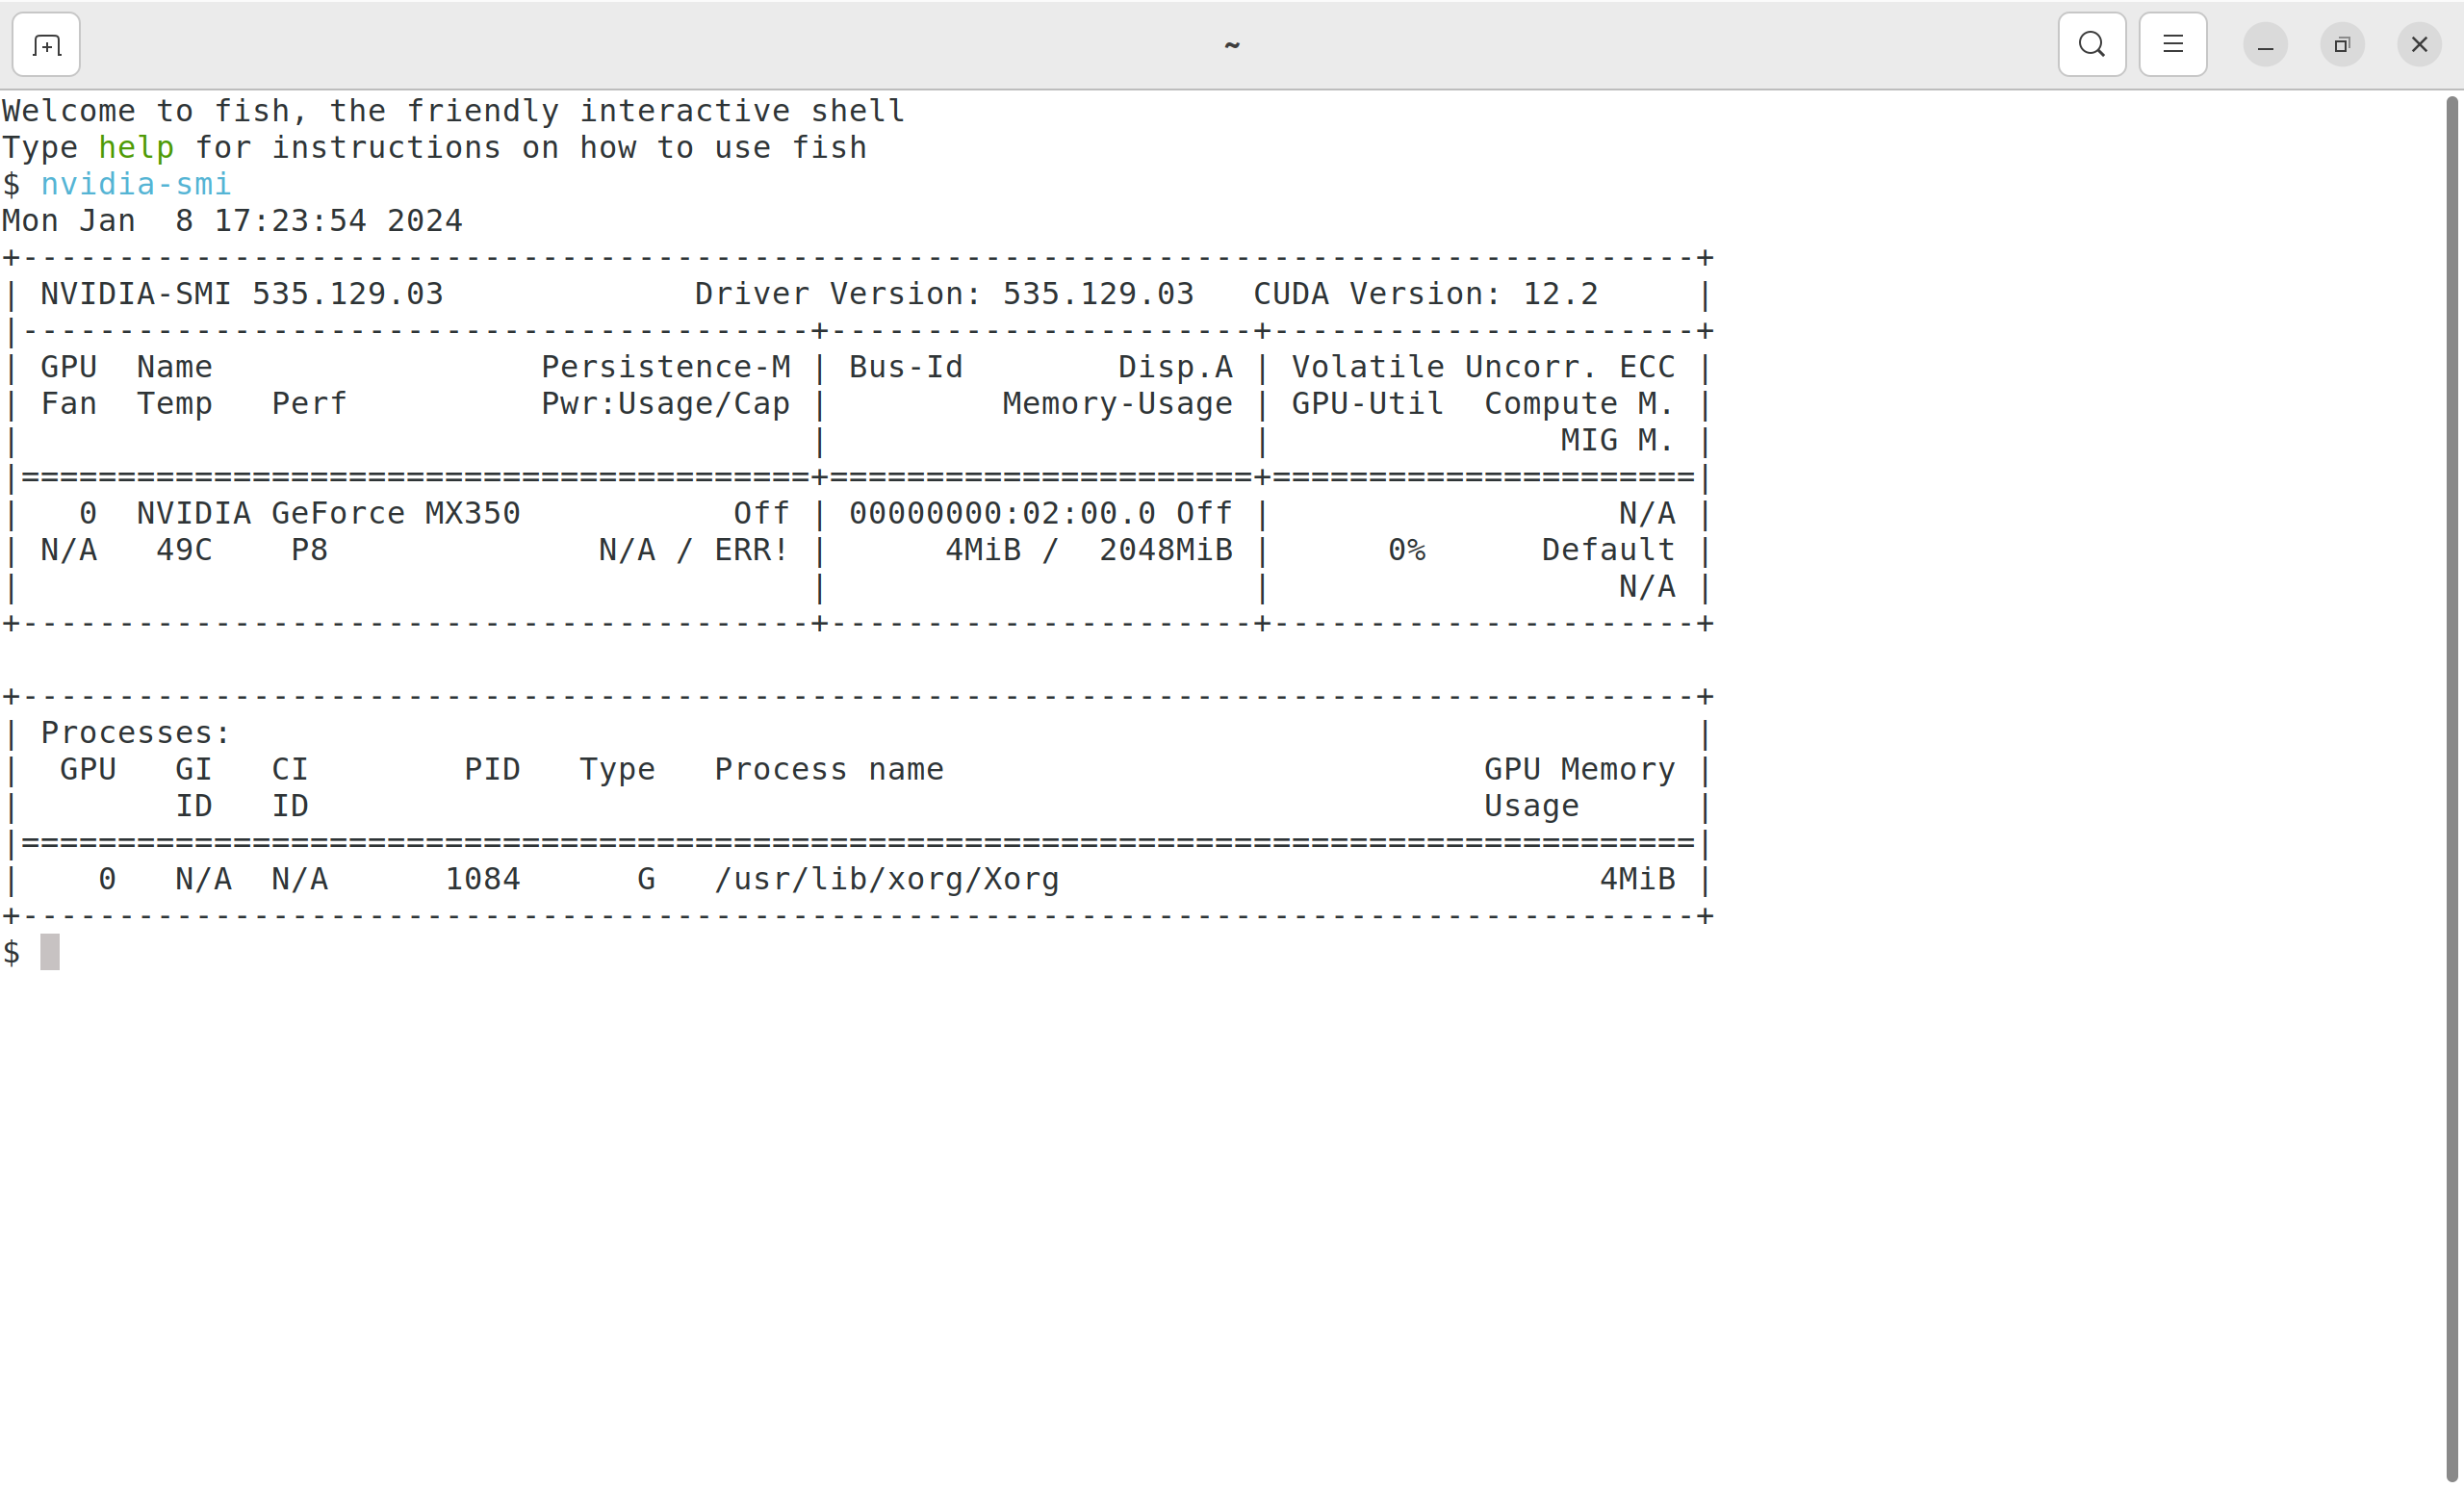 ~
Welcome to fish, the friendly interactive shell
Type help for instructions on how to use fish
$ nvidia-smi
Mon Jan  8 17:23:54 2024
+---------------------------------------------------------------------------------------+
| NVIDIA-SMI 535.129.03             Driver Version: 535.129.03   CUDA Version: 12.2     |
|-----------------------------------------+----------------------+----------------------+
| GPU  Name                 Persistence-M | Bus-Id        Disp.A | Volatile Uncorr. ECC |
| Fan  Temp   Perf          Pwr:Usage/Cap |         Memory-Usage | GPU-Util  Compute M. |
|                                         |                      |               MIG M. |
|=========================================+======================+======================|
|   0  NVIDIA GeForce MX350           Off | 00000000:02:00.0 Off |                  N/A |
| N/A   49C    P8              N/A / ERR! |      4MiB /  2048MiB |      0%      Default |
|                                         |                      |                  N/A |
+-----------------------------------------+----------------------+----------------------+

+---------------------------------------------------------------------------------------+
| Processes:                                                                            |
|  GPU   GI   CI        PID   Type   Process name                            GPU Memory |
|        ID   ID                                                             Usage      |
|=======================================================================================|
|    0   N/A  N/A      1084      G   /usr/lib/xorg/Xorg                            4MiB |
+---------------------------------------------------------------------------------------+
$